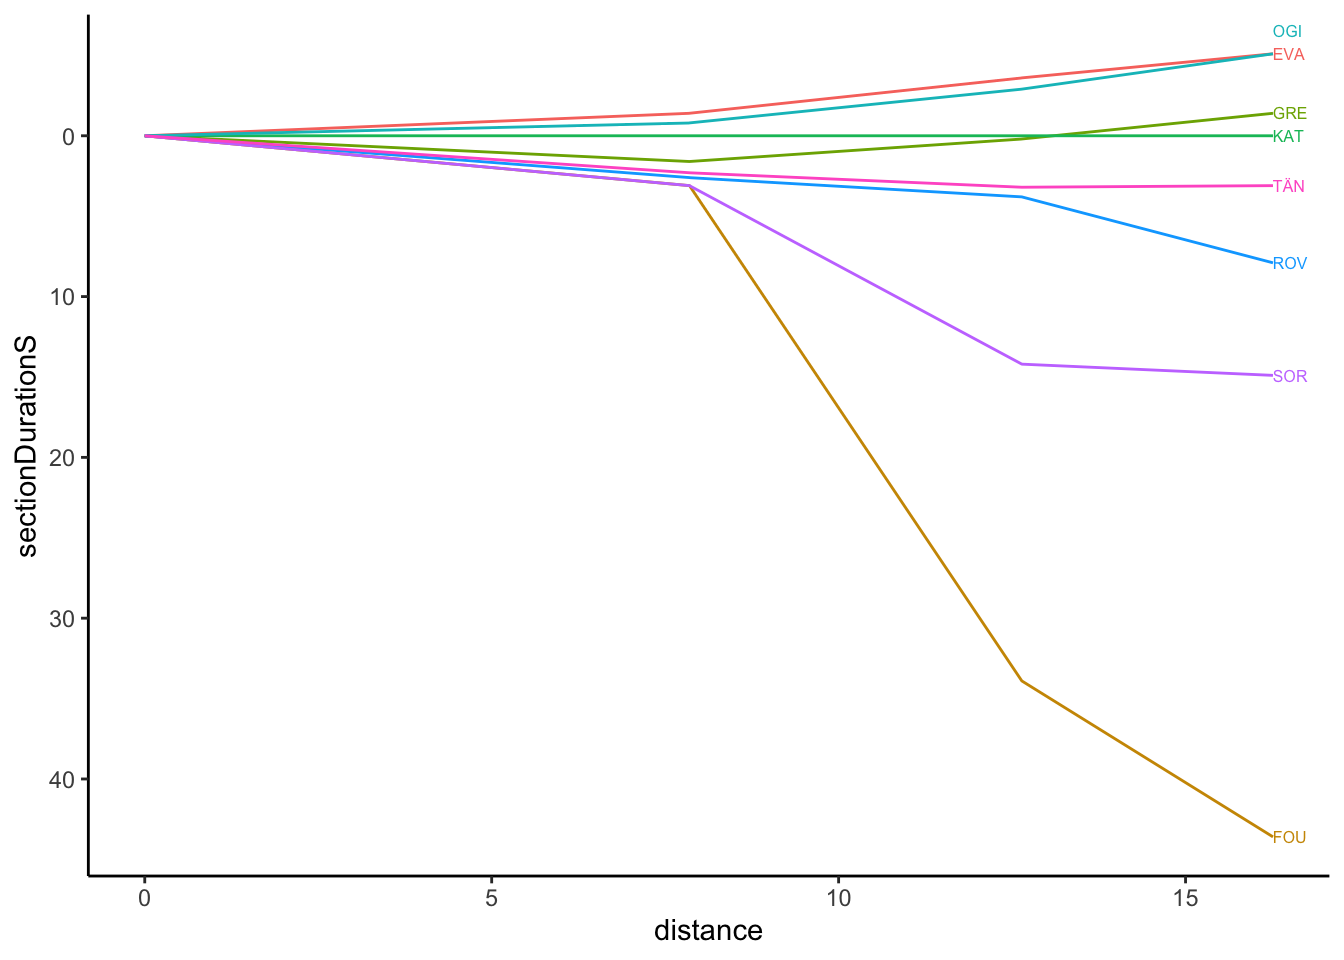 OGI
EVA
GRE
KAT
TÄN
ROV
SOR
FOU
0
10
20
30
40
sectionDurationS
0 5 10 15
distance